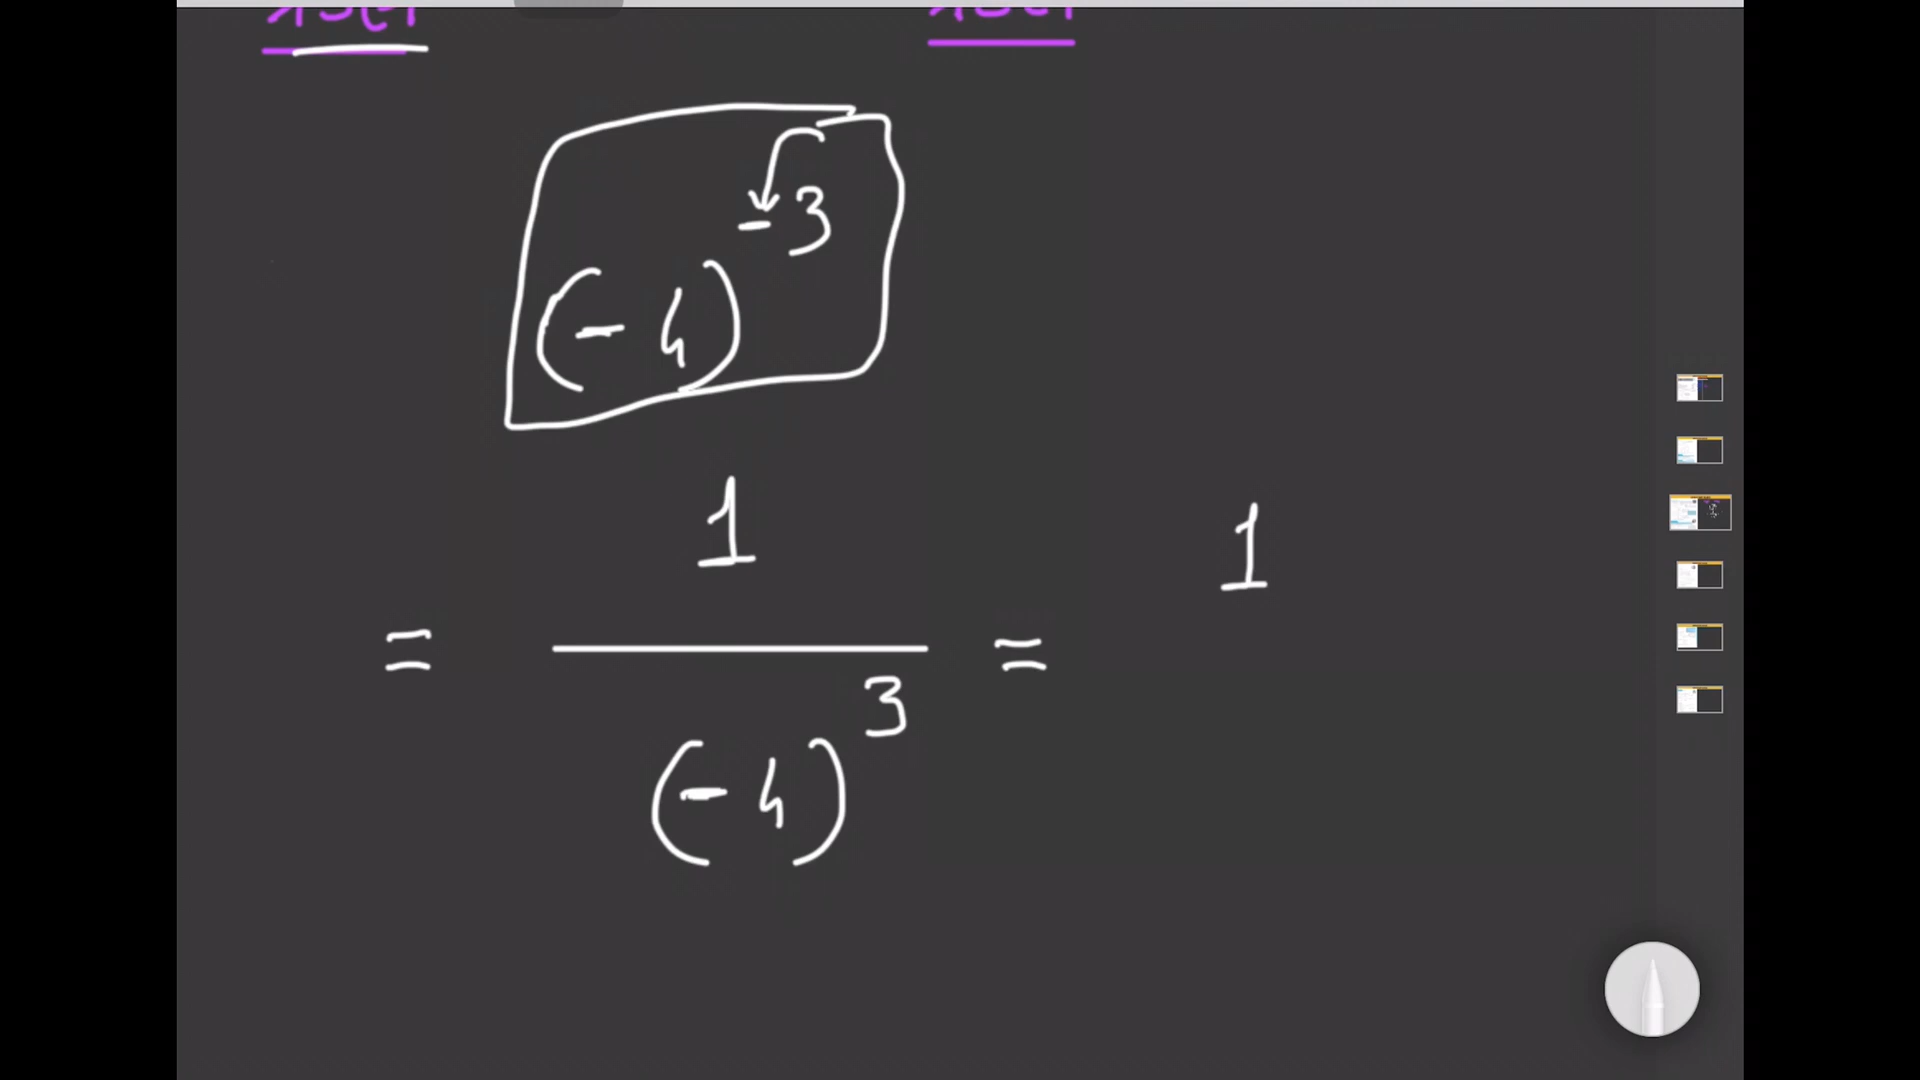 (-4)^-3
= 1/(-4)^3 = 1